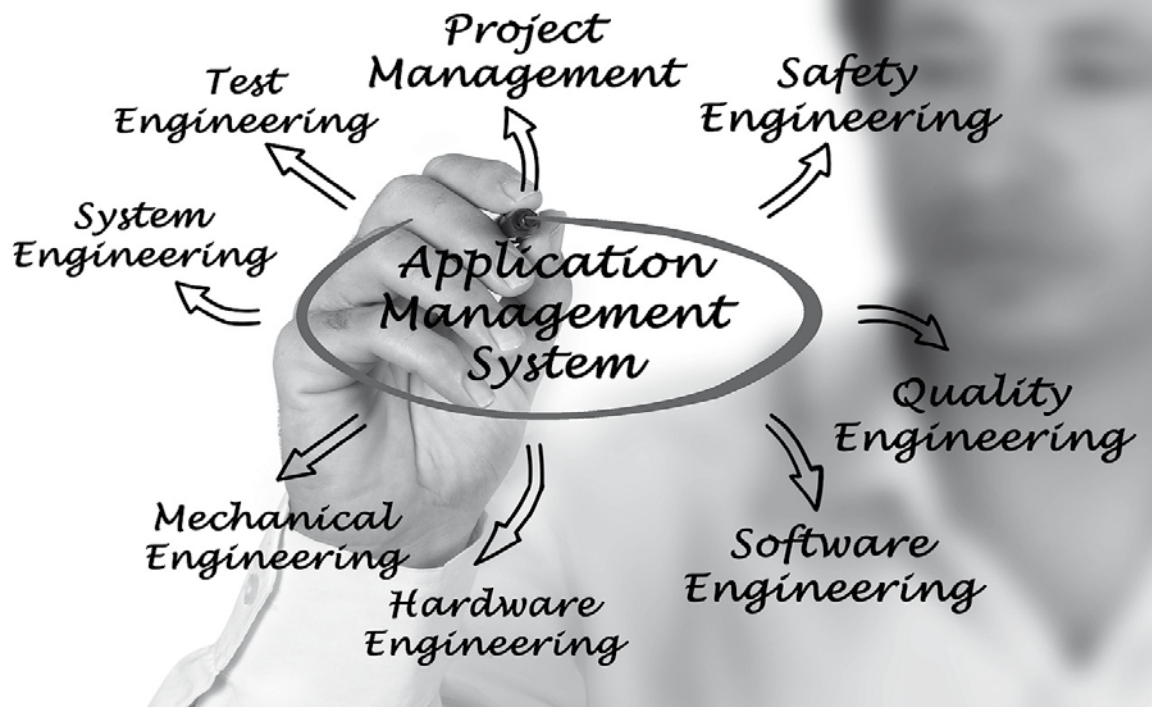 Project
Management
Test
Engineering
Safety
Engineering
System
Engineering
Application
Management
System
Quality
Engineering
Mechanical
Engineering
Software
Engineering
Hardware
Engineering